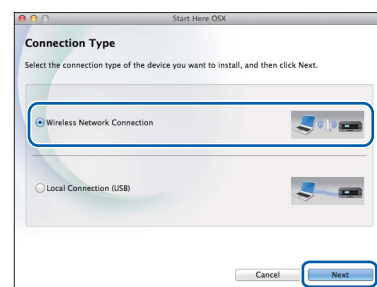 Start Here OSX
Connection Type
Select the connection type of the device you want to install, and then click Next.
Wireless Network Connection
Local Connection (USB)
Cancel
Next